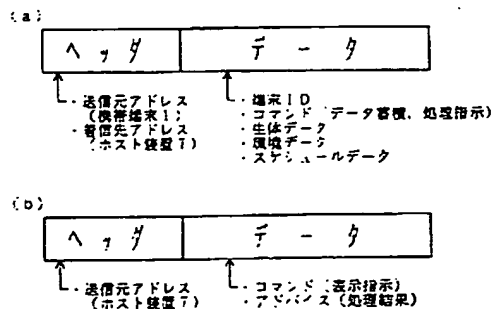 (a)
ヘッダ データ
・送信元アドレス ・端末ID
(携帯端末1) ・コマンド(データ蓄積、処理指示)
・着信先アドレス ・生体データ
(ホスト装置7) ・環境データ
・スケジュールデータ
(b)
ヘッダ データ
・送信元アドレス ・コマンド(表示指示)
(ホスト装置7) ・アドバイス(処理結果)